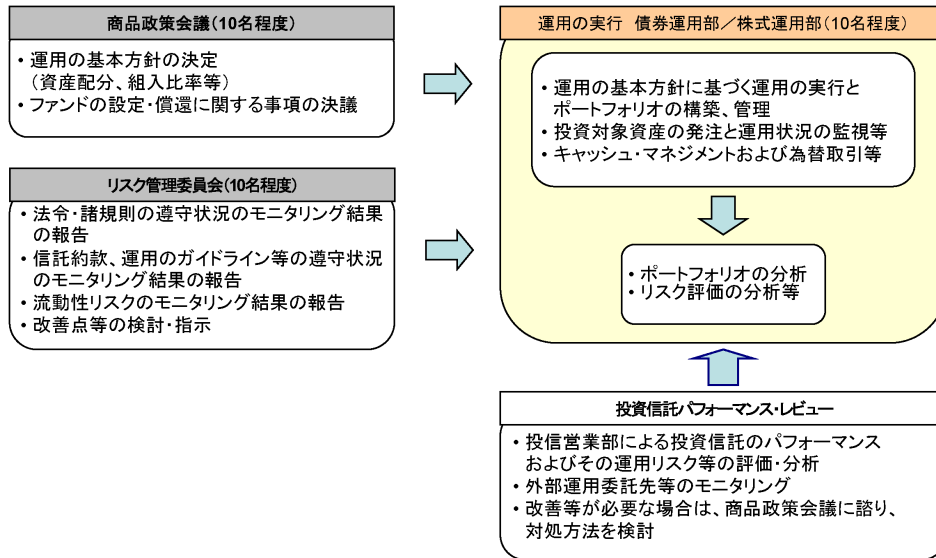 商品政策会議(10名程度)
・運用の基本方針の決定
(資産配分、組入比率等)
・ファンドの設定・償還に関する事項の決議
リスク管理委員会(10名程度)
・法令・諸規則の遵守状況のモニタリング結果
の報告
・信託約款、運用のガイドライン等の遵守状況
のモニタリング結果の報告
・流動性リスクのモニタリング結果の報告
・改善点等の検討・指示
運用の実行 債券運用部/株式運用部(10名程度)
・運用の基本方針に基づく運用の実行と
ポートフォリオの構築、管理
・投資対象資産の発注と運用状況の監視等
・キャッシュ・マネジメントおよび為替取引等
・ポートフォリオの分析
・リスク評価の分析等
投資信託パフォーマンス・レビュー
・投信営業部による投資信託のパフォーマンス
およびその運用リスク等の評価・分析
・外部運用委託先等のモニタリング
・改善等が必要な場合は、商品政策会議に諮り、
対処方法を検討